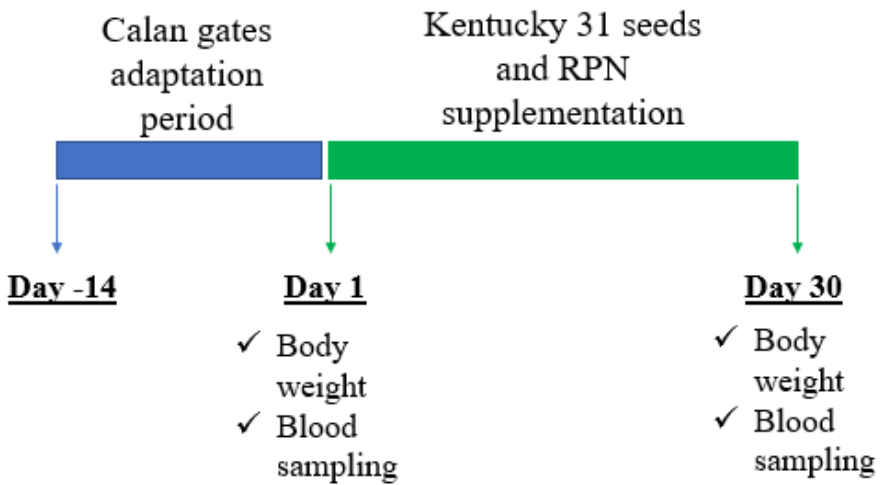 Calan gates
adaptation
period
Kentucky 31 seeds
and RPN
supplementation
Day -14
Day 1
✓ Body
weight
✓ Blood
sampling
Day 30
✓ Body
weight
✓ Blood
sampling